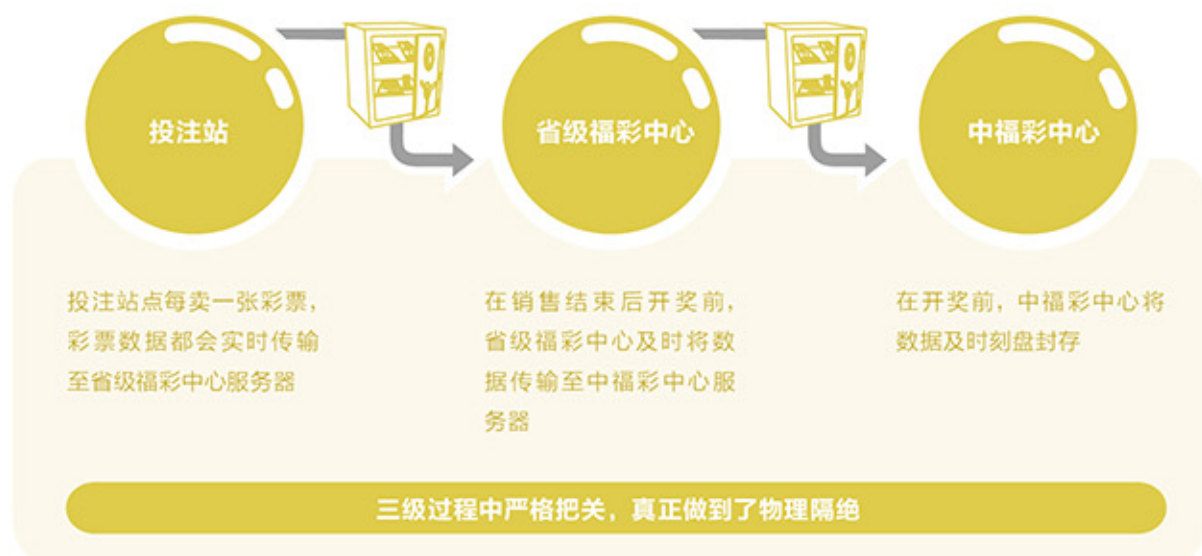 投注站
省级福彩中心
中福彩中心
投注站点每卖一张彩票，
彩票数据都会实时传输
至省级福彩中心服务器
在销售结束后开奖前，
省级福彩中心及时将数
据传输至中福彩中心服
务器
在开奖前，中福彩中心将
数据及时刻盘封存
三级过程中严格把关，真正做到了物理隔绝